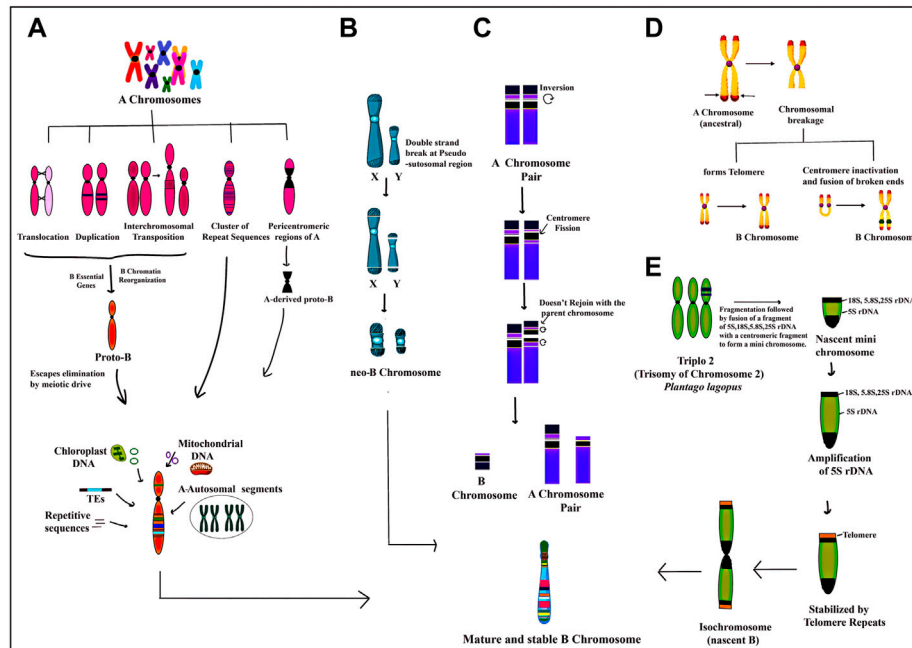 A
A Chromosomes
Translocation
Duplication
Interchromosomal
Transposition
Cluster of
Repeat Sequences
Pericentromeric
regions of A
B Essential
Genes
B Chromatin
Reorganization
A-derived proto-B
Proto-B
Escapes elimination
by meiotic drive
Chloroplast
DNA
Mitochondrial
DNA
TEs
A-Autosomal segments
Repetitive
sequences
B
Double strand
break at Pseudo
-sutosomal region
X
Y
X
Y
neo-B Chromosome
C
Inversion
A Chromosome
Pair
Centromere
Fission
Doesn't Rejoin with the
parent chromosome
B
Chromosome
A Chromosome
Pair
Mature and stable B Chromosome
D
A Chromosome
(ancestral)
Chromosomal
breakage
forms Telomere
Centromere inactivation
and fusion of broken ends
B Chromosome
B Chromosom
E
Triplo 2
(Trisomy of Chromosome 2)
Plantago lagopus
Fragmentation followed
by fusion of a fragment
of 5S,18S,5.8S,25S rDNA
with a centromeric fragment
to form a mini chromosome.
18S, 5.8S,25S rDNA
5S rDNA
Nascent mini
chromosome
18S, 5.8S,25S rDNA
5S rDNA
Amplification
of 5S rDNA
Telomere
Stabilized by
Telomere Repeats
Isochromosome
(nascent B)